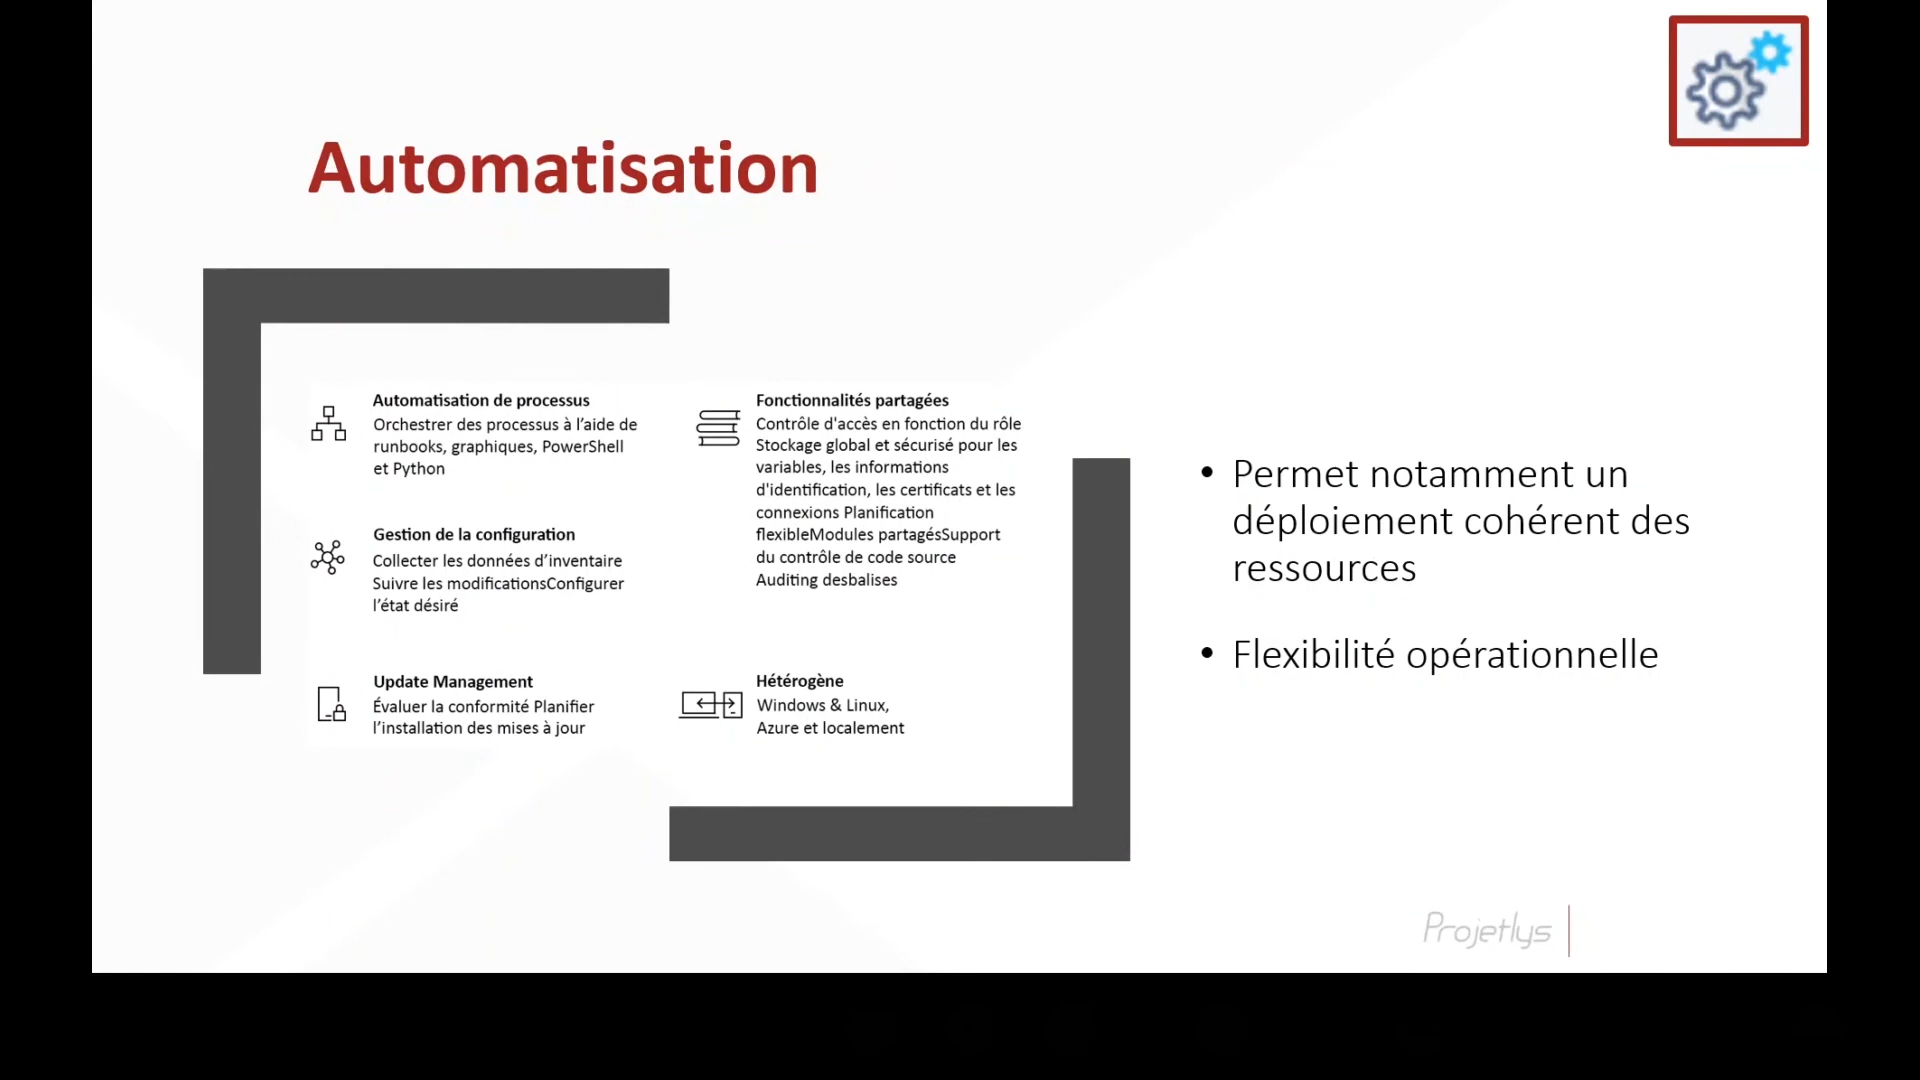 Automatisation
Automatisation de processus
Orchestrer des processus à l’aide de
runbooks, graphiques, PowerShell
et Python
Gestion de la configuration
Collecter les données d’inventaire
Suivre les modificationsConfigurer
l’état désiré
Update Management
Évaluer la conformité Planifier
l’installation des mises à jour
Fonctionnalités partagées
Contrôle d'accès en fonction du rôle
Stockage global et sécurisé pour les
variables, les informations
d'identification, les certificats et les
connexions Planification
flexibleModules partagésSupport
du contrôle de code source
Auditing desbalises
Hétérogène
Windows & Linux,
Azure et localement
• Permet notamment un
déploiement cohérent des
ressources
• Flexibilité opérationnelle
Projetlys